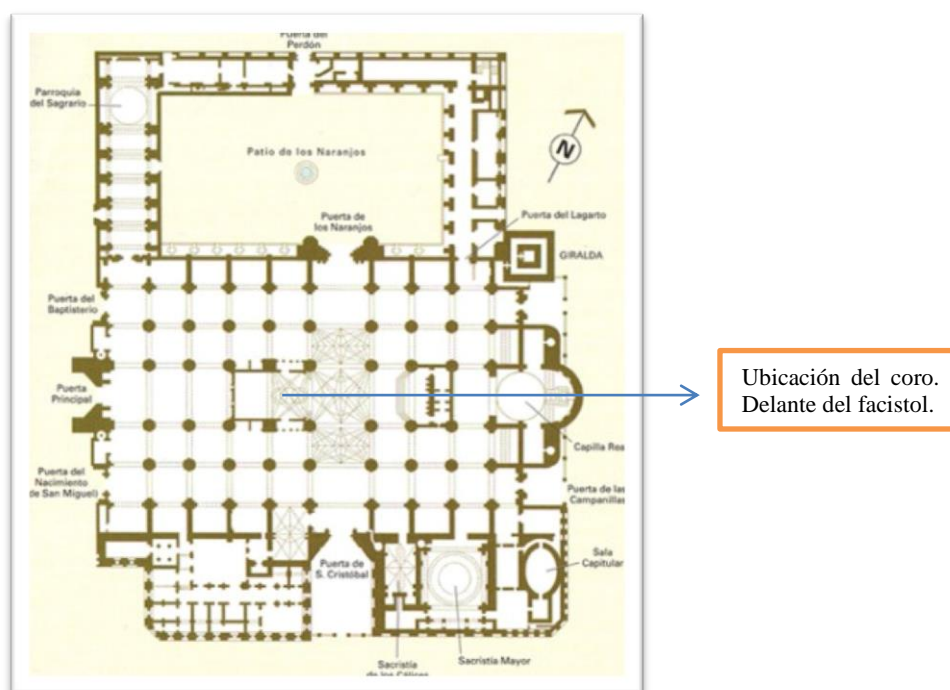 Puerta del
Perdón
Parroquia
del Sagrario
N
Patio de los Naranjos
Puerta de
los Naranjos
Puerta del Lagarto
GIRALDA
Puerta del
Baptisterio
Puerta
Principal
Ubicación del coro.
Delante del facistol.
Capilla Rea
Puerta del
Nacimiento
de San Miguel)
Puerta de las
Campanillas
Puerta de
S. Cristóbal
Sala
Capitular
Sacristía
de los Cálices
Sacristía Mayor